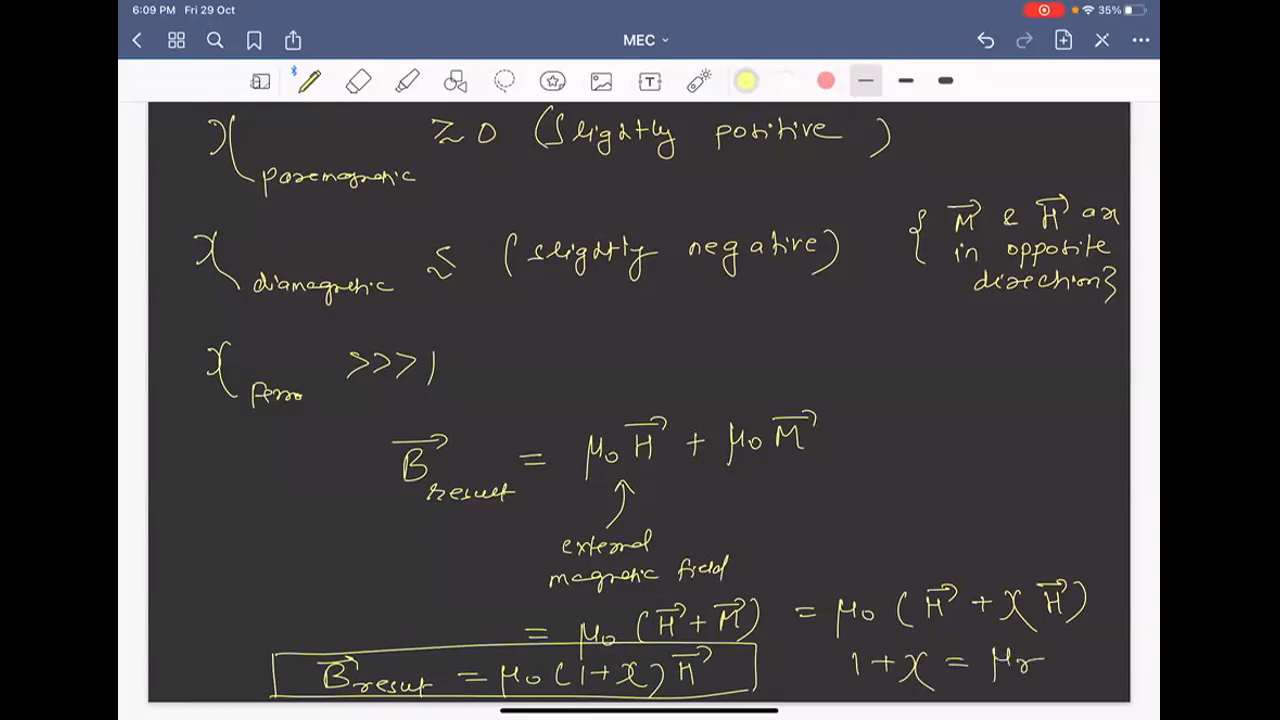 6:09 PM Fri 29 Oct
35%
MEC
χ paramagnetic ≳ 0 (slightly positive)
χ diamagnetic ≲ (slightly negative) { M⃗ & H⃗ are
in opposite
direction}
χ ferro >>> 1
B⃗ result = μ₀ H⃗ + μ₀ M⃗
↑
external
magnetic field
= μ₀ (H⃗ + M⃗) = μ₀ (H⃗ + χ H⃗)
B⃗ result = μ₀ (1 + χ) H⃗ 1 + χ = μr